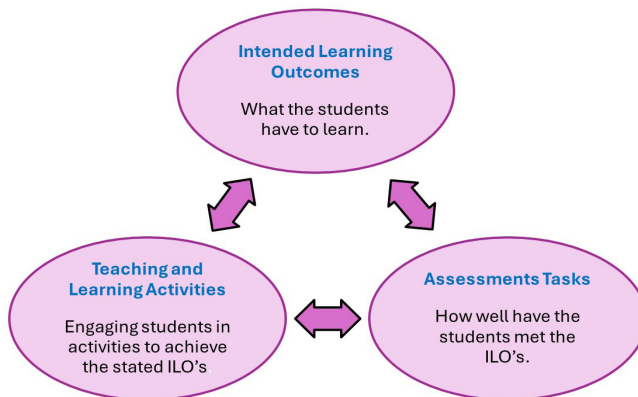 Intended Learning
Outcomes
What the students
have to learn.
Teaching and
Learning Activities
Engaging students in
activities to achieve
the stated ILO's
Assessments Tasks
How well have the
students met the
ILO's.